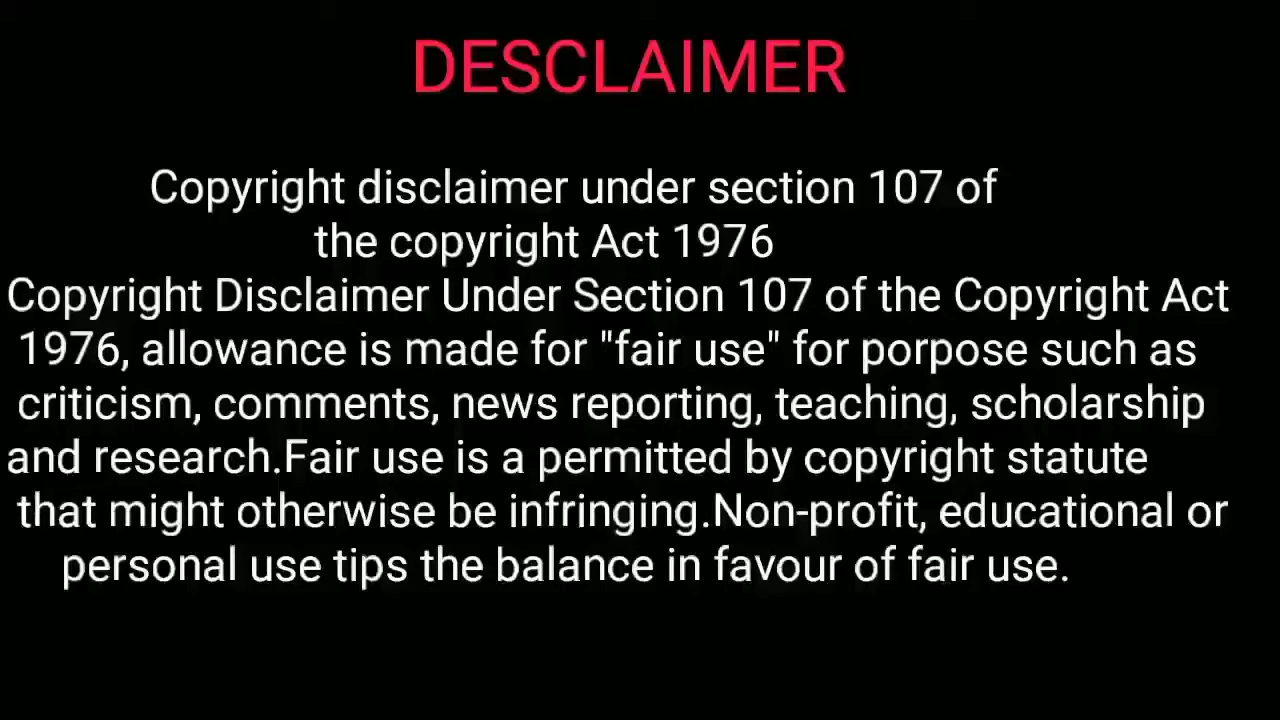 DESCLAIMER
Copyright disclaimer under section 107 of
the copyright Act 1976
Copyright Disclaimer Under Section 107 of the Copyright Act
1976, allowance is made for "fair use" for porpose such as
criticism, comments, news reporting, teaching, scholarship
and research.Fair use is a permitted by copyright statute
that might otherwise be infringing.Non-profit, educational or
personal use tips the balance in favour of fair use.